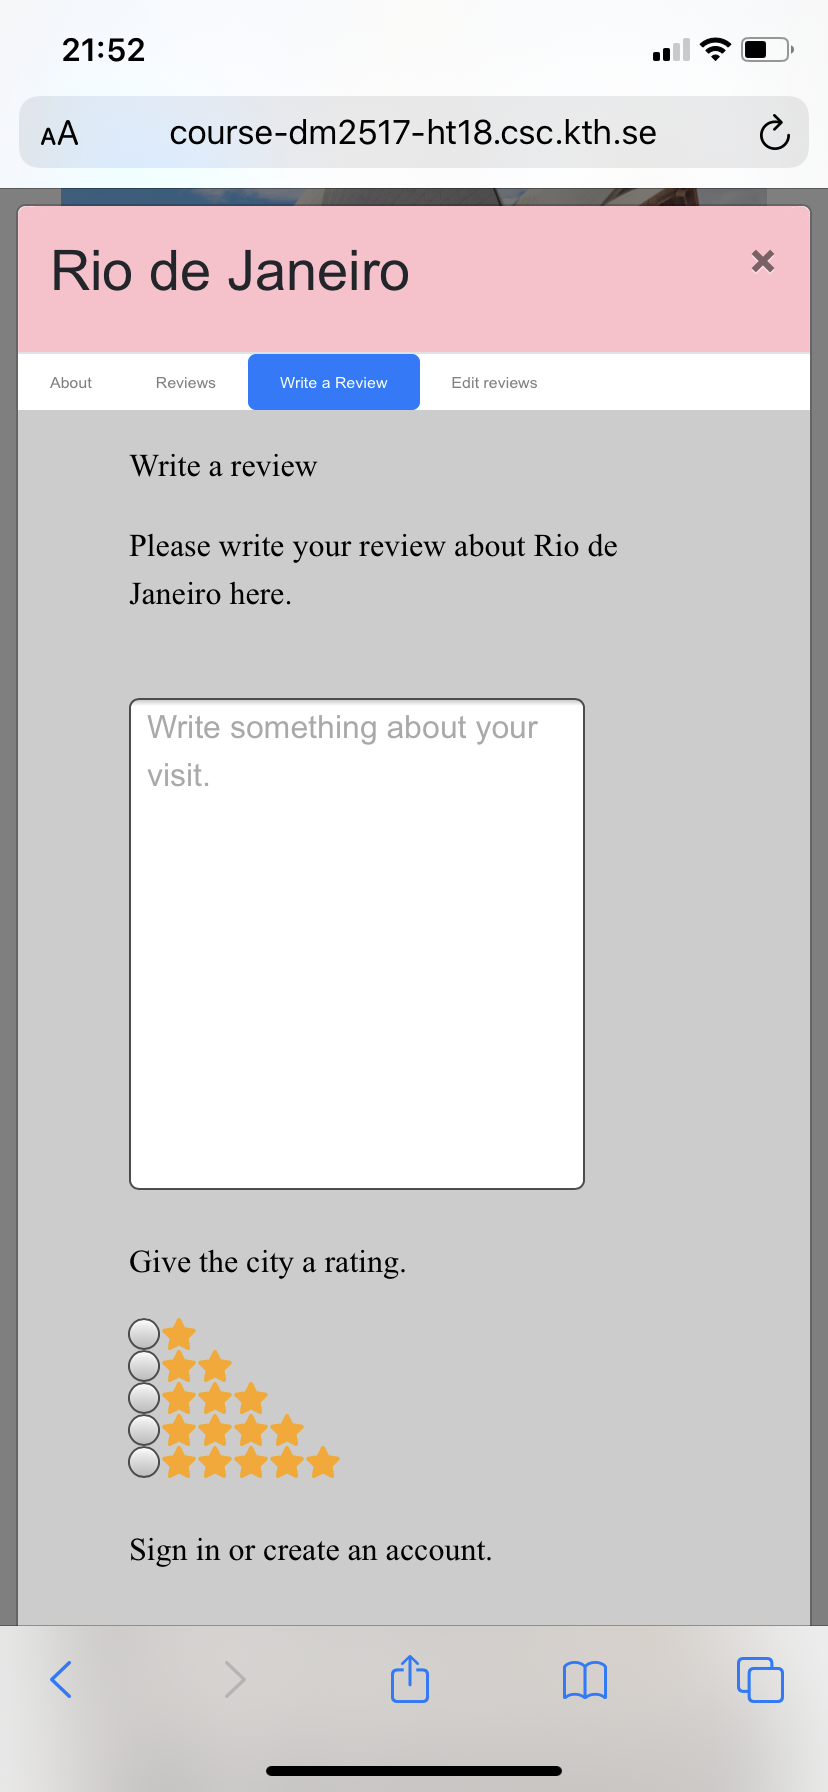 21:52
AA course-dm2517-ht18.csc.kth.se
Rio de Janeiro
About Reviews Write a Review Edit reviews
Write a review
Please write your review about Rio de
Janeiro here.
Write something about your
visit.
Give the city a rating.
Sign in or create an account.